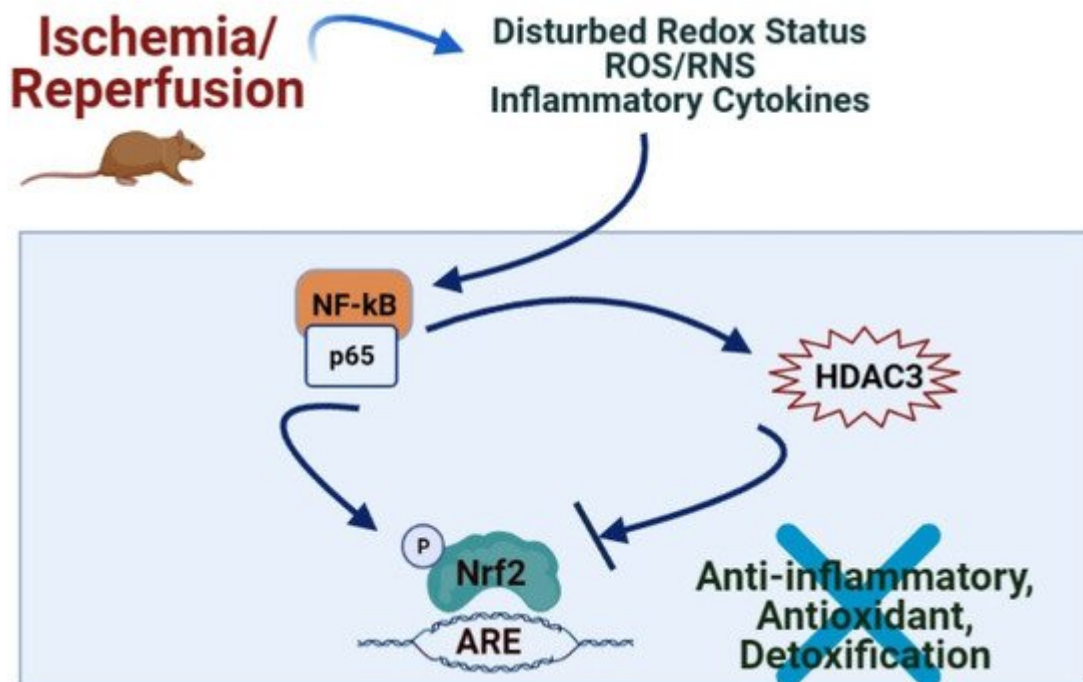 Ischemia/
Reperfusion
Disturbed Redox Status
ROS/RNS
Inflammatory Cytokines
NF-kB
p65
HDAC3
P
Nrf2
ARE
Anti-inflammatory,
Antioxidant,
Detoxification